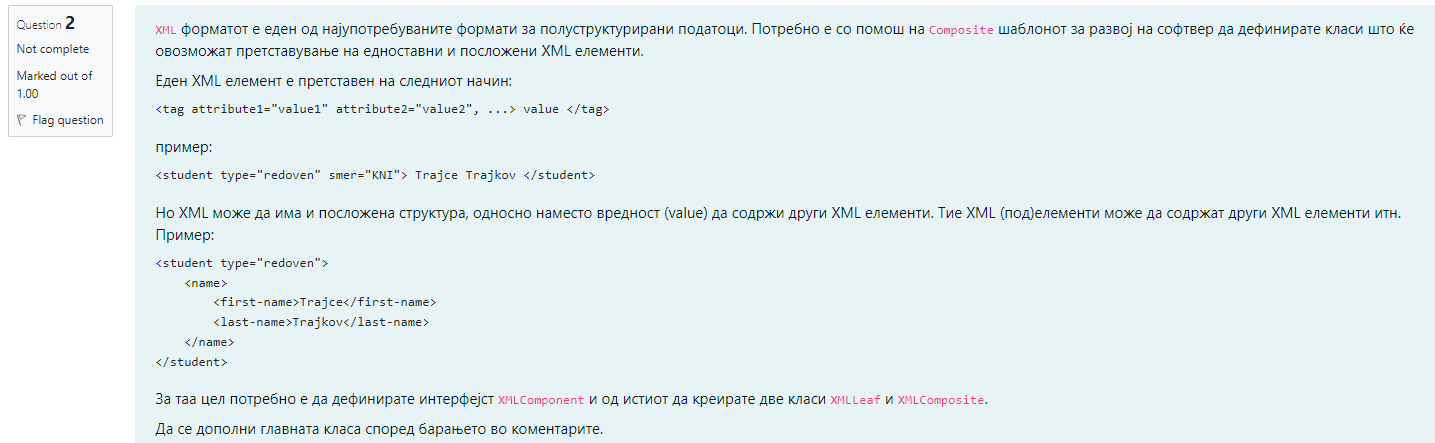 Question 2
Not complete
Marked out of
1.00
Flag question
XML форматот е еден од најупотребуваните формати за полуструктурирани податоци. Потребно е со помош на Composite шаблонот за развој на софтвер да дефинирате класи што ќе
овозможат претставување на едноставни и посложени XML елементи.
Еден XML елемент е претставен на следниот начин:
<tag attribute1="value1" attribute2="value2", ...> value </tag>
пример:
<student type="redoven" smer="KNI"> Trajce Trajkov </student>
Но XML може да има и посложена структура, односно наместо вредност (value) да содржи други XML елементи. Тие XML (под)елементи може да содржат други XML елементи итн.
Пример:
<student type="redoven">
    <name>
        <first-name>Trajce</first-name>
        <last-name>Trajkov</last-name>
    </name>
</student>
За таа цел потребно е да дефинирате интерфејст XMLComponent и од истиот да креирате две класи XMLLeaf и XMLComposite.
Да се дополни главната класа според барањето во коментарите.